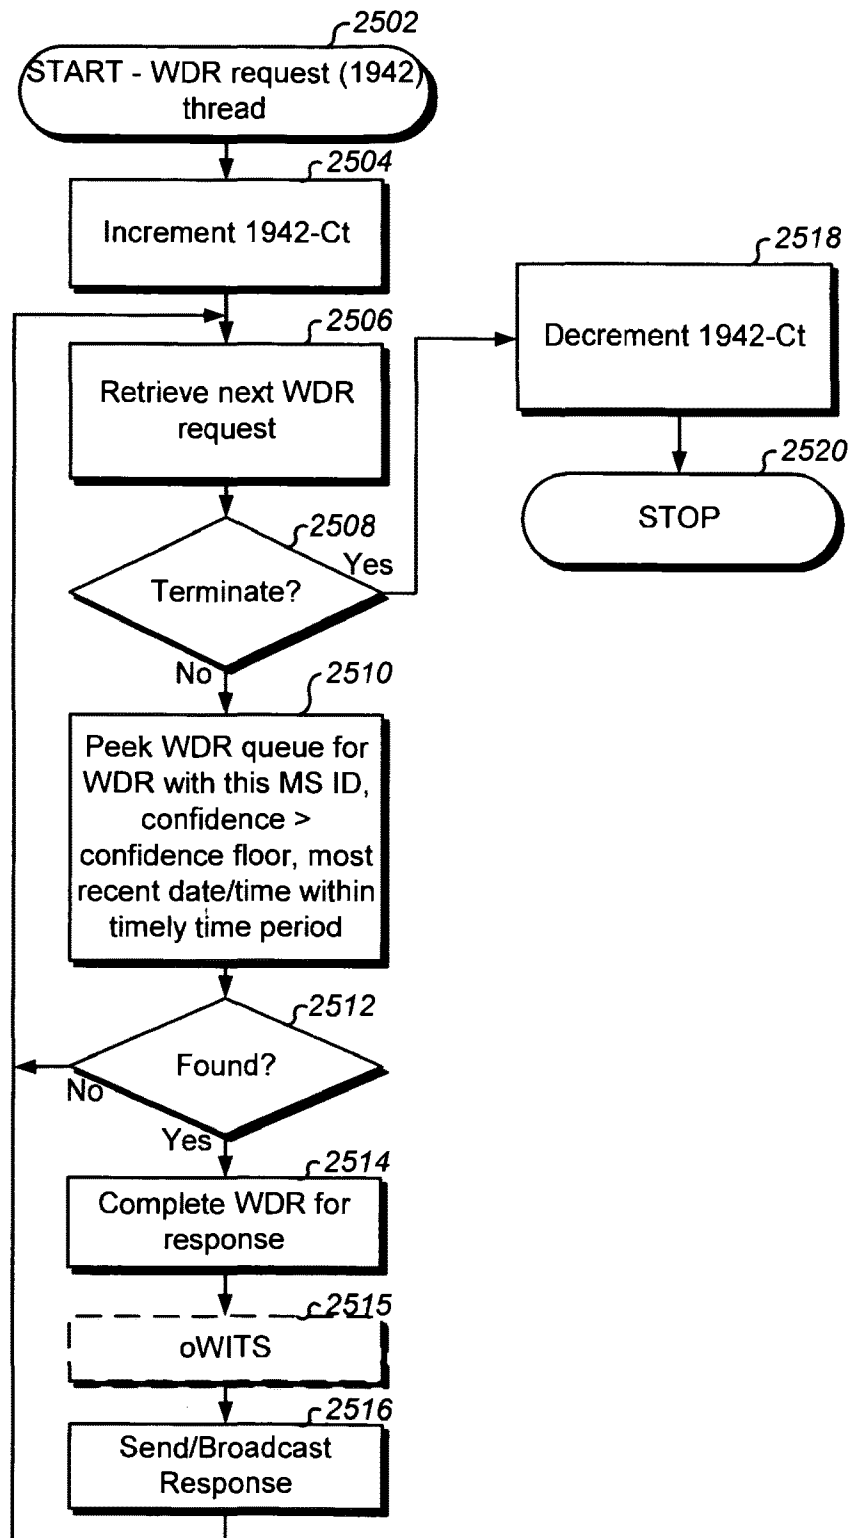 2502
START - WDR request (1942)
thread
2504
Increment 1942-Ct
2506
Retrieve next WDR
request
2508
Terminate?
Yes
No
2518
Decrement 1942-Ct
2520
STOP
2510
Peek WDR queue for
WDR with this MS ID,
confidence >
confidence floor, most
recent date/time within
timely time period
2512
Found?
No
Yes
2514
Complete WDR for
response
2515
oWITS
2516
Send/Broadcast
Response